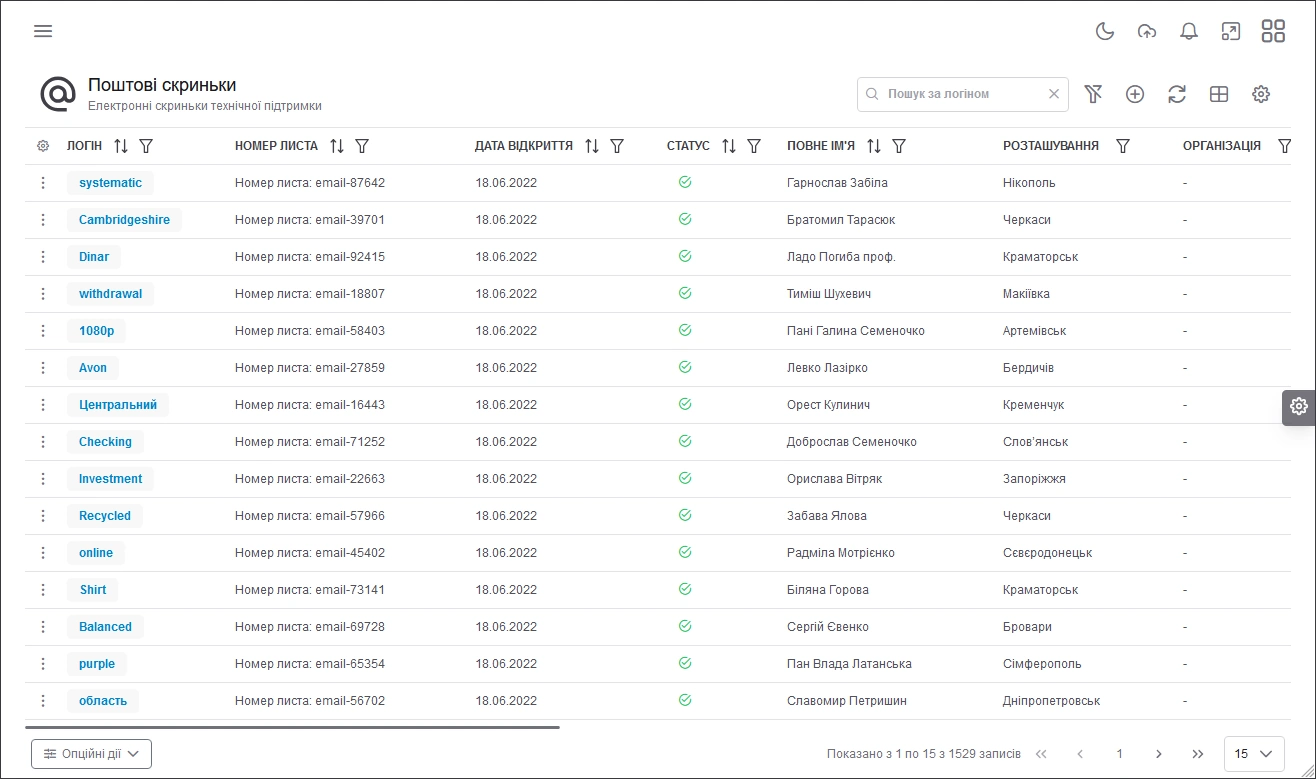 Поштові скриньки
Електронні скриньки технічної підтримки
Пошук за логіном
ЛОГІН НОМЕР ЛИСТА ДАТА ВІДКРИТТЯ СТАТУС ПОВНЕ ІМ'Я РОЗТАШУВАННЯ ОРГАНІЗАЦІЯ
systematic Номер листа: email-87642 18.06.2022 Гарнослав Забіла Нікополь -
Cambridgeshire Номер листа: email-39701 18.06.2022 Братомил Тарасюк Черкаси -
Dinar Номер листа: email-92415 18.06.2022 Ладо Погиба проф. Краматорськ -
withdrawal Номер листа: email-18807 18.06.2022 Тиміш Шухевич Макіївка -
1080p Номер листа: email-58403 18.06.2022 Пані Галина Семеночко Артемівськ -
Avon Номер листа: email-27859 18.06.2022 Левко Лазірко Бердичів -
Центральний Номер листа: email-16443 18.06.2022 Орест Кулинич Кременчук -
Checking Номер листа: email-71252 18.06.2022 Доброслав Семеночко Слов'янськ -
Investment Номер листа: email-22663 18.06.2022 Орислава Вітряк Запоріжжя -
Recycled Номер листа: email-57966 18.06.2022 Забава Ялова Черкаси -
online Номер листа: email-45402 18.06.2022 Радміла Мотрієнко Сєвєродонецьк -
Shirt Номер листа: email-73141 18.06.2022 Біляна Горова Краматорськ -
Balanced Номер листа: email-69728 18.06.2022 Сергій Євенко Бровари -
purple Номер листа: email-65354 18.06.2022 Пан Влада Латанська Сімферополь -
область Номер листа: email-56702 18.06.2022 Славомир Петришин Дніпропетровськ -
Опційні дії Показано з 1 по 15 з 1529 записів 1 15